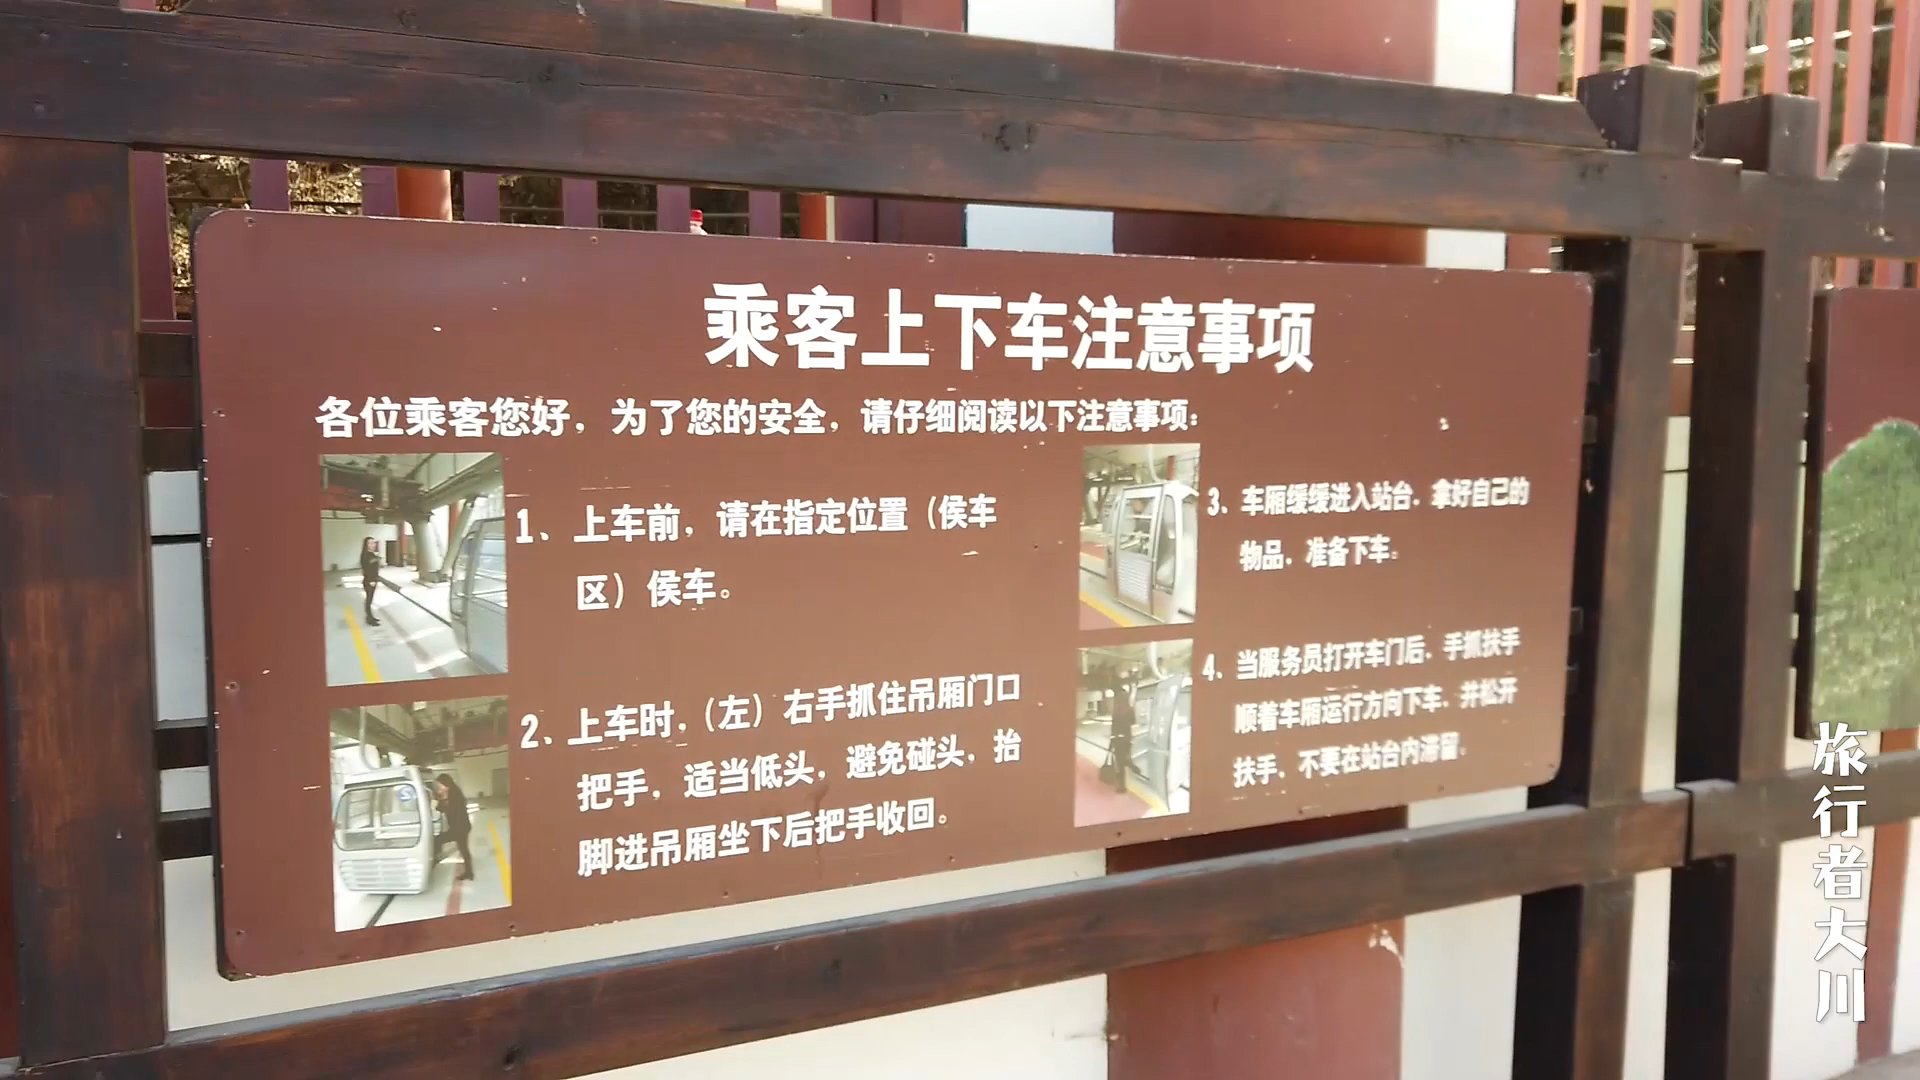 乘客上下车注意事项
各位乘客您好，为了您的安全，请仔细阅读以下注意事项：
1、上车前，请在指定位置（侯车
区）侯车。
2、上车时，（左）右手抓住吊厢门口
把手，适当低头，避免碰头，抬
脚进吊厢坐下后把手收回。
3、车厢缓缓进入站台，拿好自己的
物品，准备下车。
4、当服务员打开车门后，手抓扶手
顺着车厢运行方向下车，并松开
扶手，不要在站台内滞留。
旅行者大川